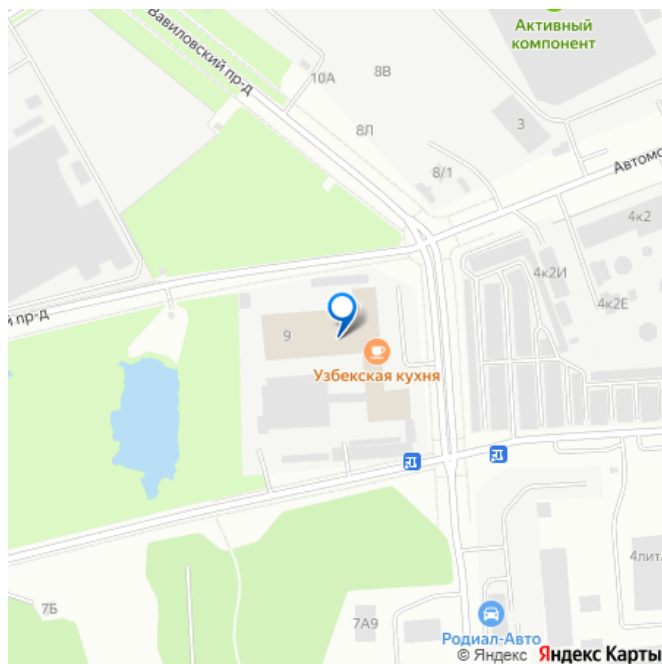 Активный
компонент
Вавиловский пр-д
10А
8В
8Л
3
8/1
Автомо
4к2
4к2И
4к2Е
й пр-д
9
Узбекская кухня
4лит
7Б
7А9
Родиал-Авто
© Яндекс Яндекс Карты